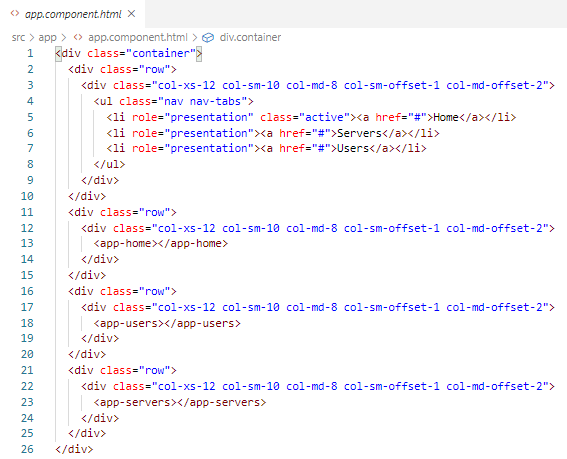 <> app.component.html ×
src > app > <> app.component.html > div.container
1 <div class="container">
2 <div class="row">
3 <div class="col-xs-12 col-sm-10 col-md-8 col-sm-offset-1 col-md-offset-2">
4 <ul class="nav nav-tabs">
5 <li role="presentation" class="active"><a href="#">Home</a></li>
6 <li role="presentation"><a href="#">Servers</a></li>
7 <li role="presentation"><a href="#">Users</a></li>
8 </ul>
9 </div>
10 </div>
11 <div class="row">
12 <div class="col-xs-12 col-sm-10 col-md-8 col-sm-offset-1 col-md-offset-2">
13 <app-home></app-home>
14 </div>
15 </div>
16 <div class="row">
17 <div class="col-xs-12 col-sm-10 col-md-8 col-sm-offset-1 col-md-offset-2">
18 <app-users></app-users>
19 </div>
20 </div>
21 <div class="row">
22 <div class="col-xs-12 col-sm-10 col-md-8 col-sm-offset-1 col-md-offset-2">
23 <app-servers></app-servers>
24 </div>
25 </div>
26 </div>